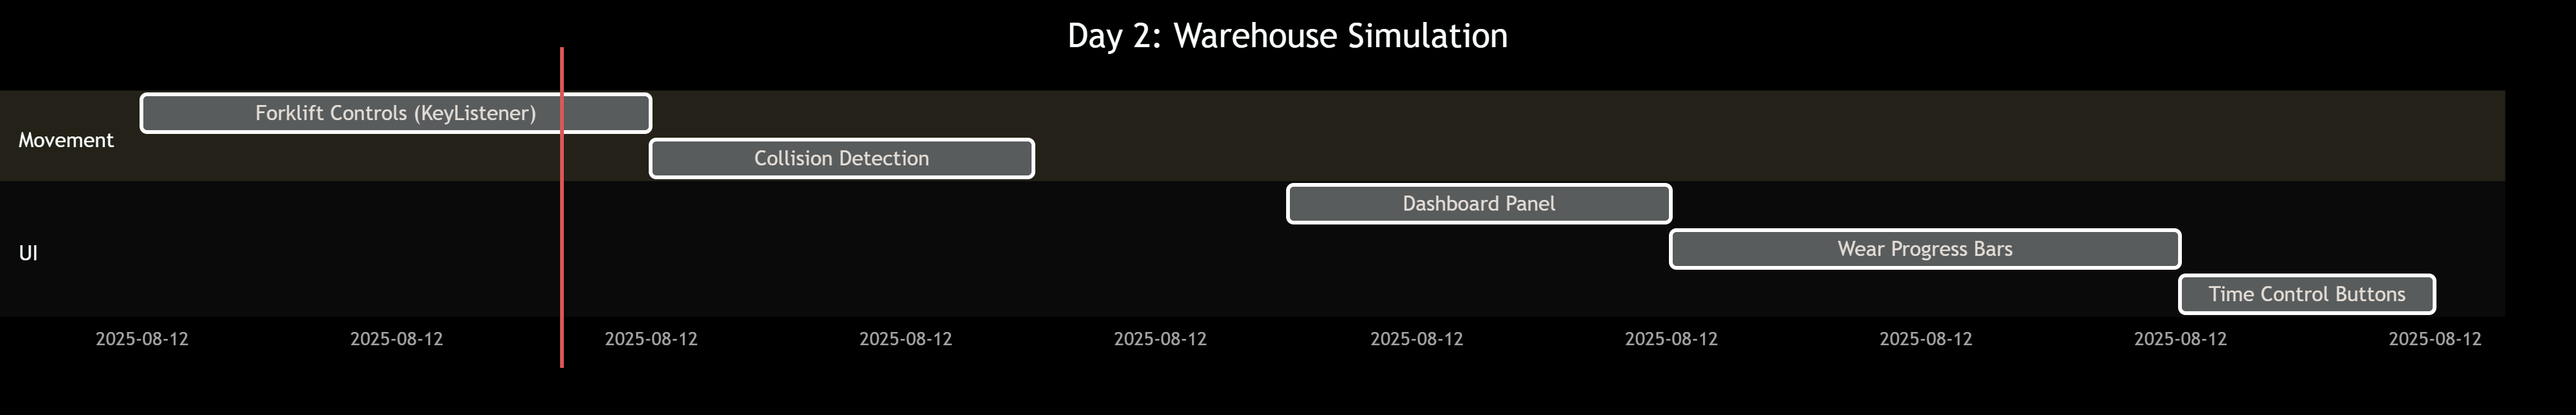 Day 2: Warehouse Simulation
Movement
Forklift Controls (KeyListener)
Collision Detection
UI
Dashboard Panel
Wear Progress Bars
Time Control Buttons
2025-08-12 2025-08-12 2025-08-12 2025-08-12 2025-08-12 2025-08-12 2025-08-12 2025-08-12 2025-08-12 2025-08-12